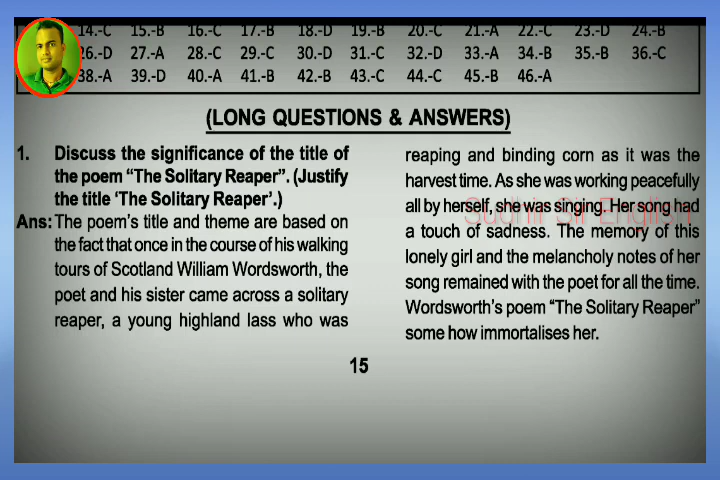 14.-C 15.-B 16.-C 17.-B 18.-D 19.-B 20.-C 21.-A 22.-C 23.-D 24.-B
26.-D 27.-A 28.-C 29.-C 30.-D 31.-C 32.-D 33.-A 34.-B 35.-B 36.-C
38.-A 39.-D 40.-A 41.-B 42.-B 43.-C 44.-C 45.-B 46.-A
(LONG QUESTIONS & ANSWERS)
1. Discuss the significance of the title of
the poem “The Solitary Reaper”. (Justify
the title ‘The Solitary Reaper’.)
Ans: The poem’s title and theme are based on
the fact that once in the course of his walking
tours of Scotland William Wordsworth, the
poet and his sister came across a solitary
reaper, a young highland lass who was
reaping and binding corn as it was the
harvest time. As she was working peacefully
all by herself, she was singing. Her song had
a touch of sadness. The memory of this
lonely girl and the melancholy notes of her
song remained with the poet for all the time.
Wordsworth’s poem “The Solitary Reaper”
some how immortalises her.
15
Sudhir Sir English